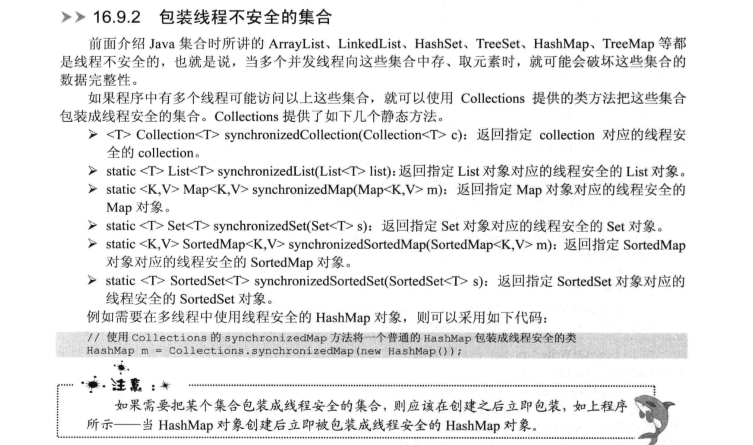 16.9.2 包装线程不安全的集合
前面介绍 Java 集合时所讲的 ArrayList、LinkedList、HashSet、TreeSet、HashMap、TreeMap 等都
是线程不安全的，也就是说，当多个并发线程向这些集合中存、取元素时，就可能会破坏这些集合的
数据完整性。
如果程序中有多个线程可能访问以上这些集合，就可以使用 Collections 提供的类方法把这些集合
包装成线程安全的集合。Collections 提供了如下几个静态方法。
➢ <T> Collection<T> synchronizedCollection(Collection<T> c)：返回指定 collection 对应的线程安
全的 collection。
➢ static <T> List<T> synchronizedList(List<T> list)：返回指定 List 对象对应的线程安全的 List 对象。
➢ static <K,V> Map<K,V> synchronizedMap(Map<K,V> m)：返回指定 Map 对象对应的线程安全的
Map 对象。
➢ static <T> Set<T> synchronizedSet(Set<T> s)：返回指定 Set 对象对应的线程安全的 Set 对象。
➢ static <K,V> SortedMap<K,V> synchronizedSortedMap(SortedMap<K,V> m)：返回指定 SortedMap
对象对应的线程安全的 SortedMap 对象。
➢ static <T> SortedSet<T> synchronizedSortedSet(SortedSet<T> s)：返回指定 SortedSet 对象对应的
线程安全的 SortedSet 对象。
例如需要在多线程中使用线程安全的 HashMap 对象，则可以采用如下代码：
// 使用 Collections 的 synchronizedMap 方法将一个普通的 HashMap 包装成线程安全的类
HashMap m = Collections.synchronizedMap(new HashMap());
注意：
如果需要把某个集合包装成线程安全的集合，则应该在创建之后立即包装，如上程序
所示——当 HashMap 对象创建后立即被包装成线程安全的 HashMap 对象。